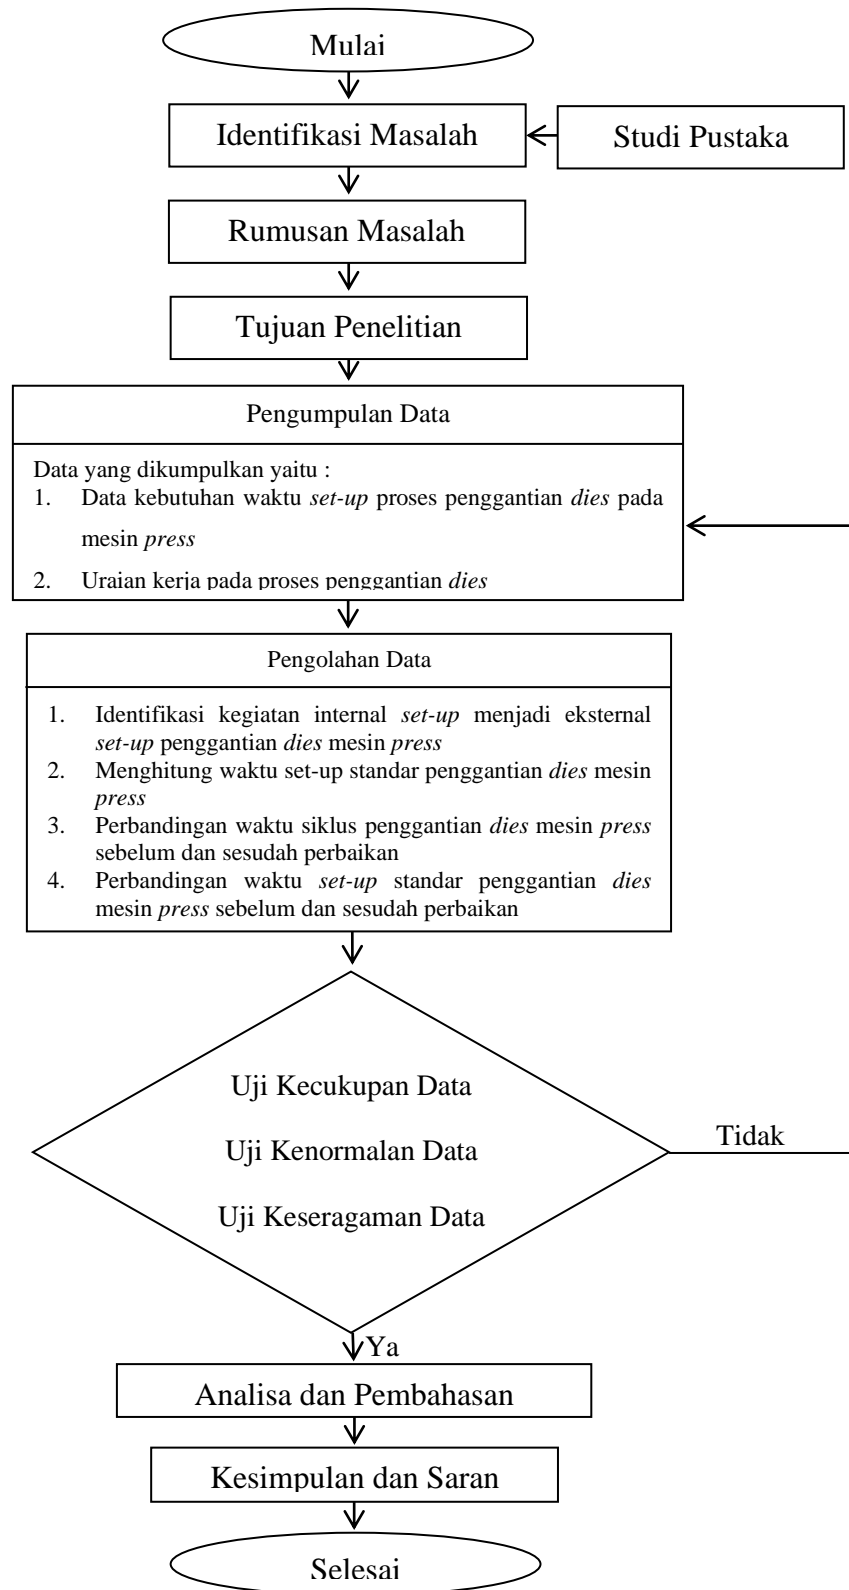 Mulai
Identifikasi Masalah
Studi Pustaka
Rumusan Masalah
Tujuan Penelitian
Pengumpulan Data
Data yang dikumpulkan yaitu :
1. Data kebutuhan waktu set-up proses penggantian dies pada
mesin press
2. Uraian kerja pada proses penggantian dies
Pengolahan Data
1. Identifikasi kegiatan internal set-up menjadi eksternal
set-up penggantian dies mesin press
2. Menghitung waktu set-up standar penggantian dies mesin
press
3. Perbandingan waktu siklus penggantian dies mesin press
sebelum dan sesudah perbaikan
4. Perbandingan waktu set-up standar penggantian dies
mesin press sebelum dan sesudah perbaikan
Uji Kecukupan Data
Uji Kenormalan Data
Uji Keseragaman Data
Tidak
Ya
Analisa dan Pembahasan
Kesimpulan dan Saran
Selesai